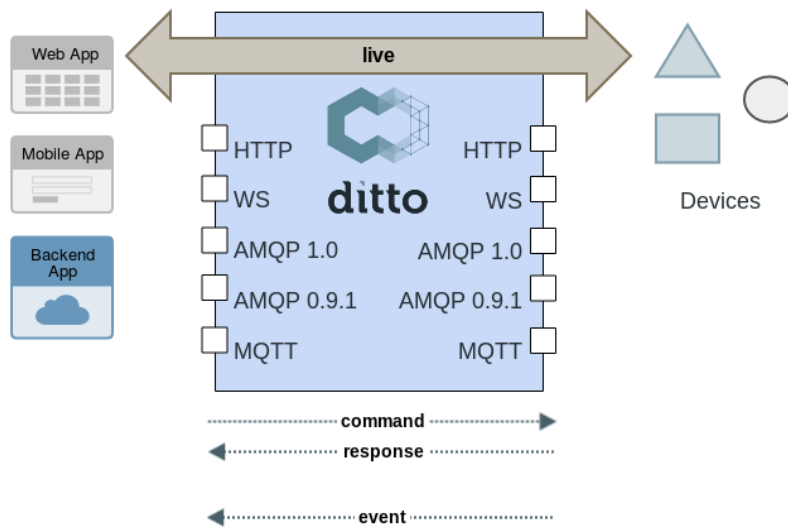 live
Web App
Mobile App
Backend
App
HTTP
WS
AMQP 1.0
AMQP 0.9.1
MQTT
ditto
HTTP
WS
AMQP 1.0
AMQP 0.9.1
MQTT
Devices
command
response
event